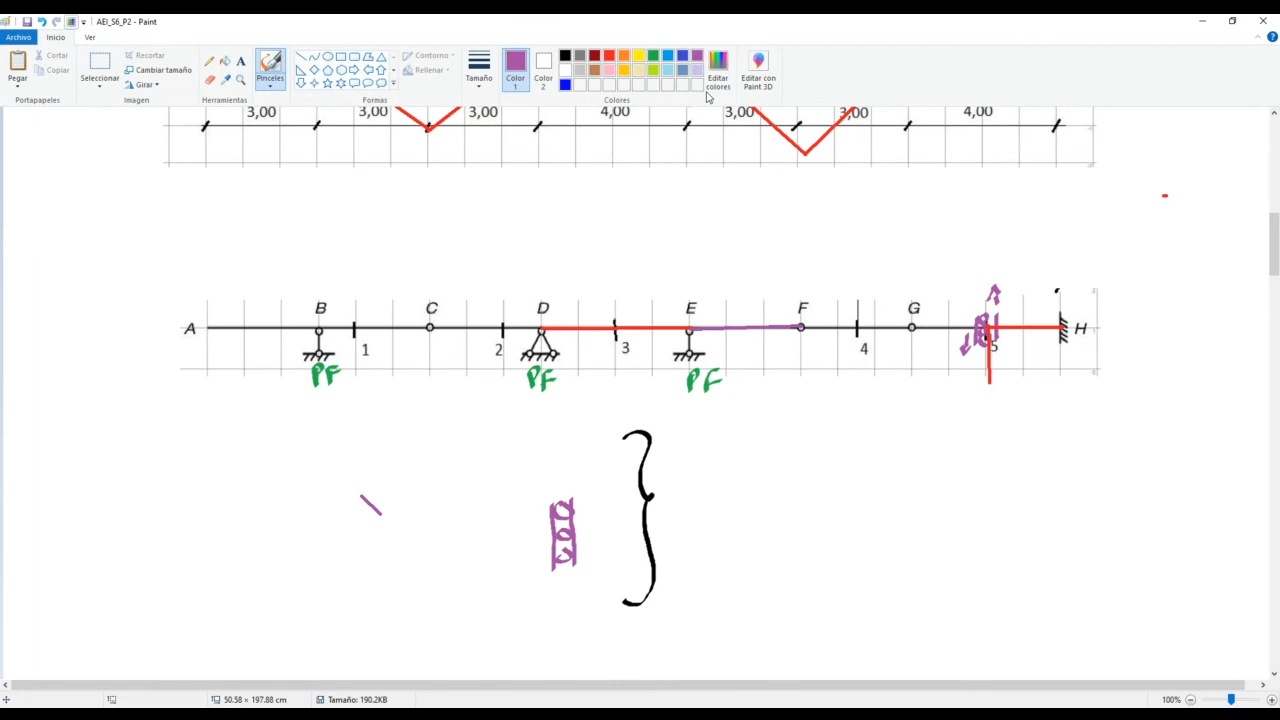 AEI_S6_P2 - Paint
Archivo Inicio Ver
Pegar
Cortar
Copiar
Portapapeles
Seleccionar
Recortar
Cambiar tamaño
Girar
Imagen
A
Herramientas
Pinceles
Contorno
Rellenar
Formas
Tamaño
Color 1
Color 2
Editar colores
Colores
Editar con Paint 3D
3,00 3,00 3,00 4,00 3,00 3,00 4,00
A B C D E F G H
1 2 3 4 5
PF PF PF
50.58 × 197.88 cm
Tamaño: 190.2KB
100%